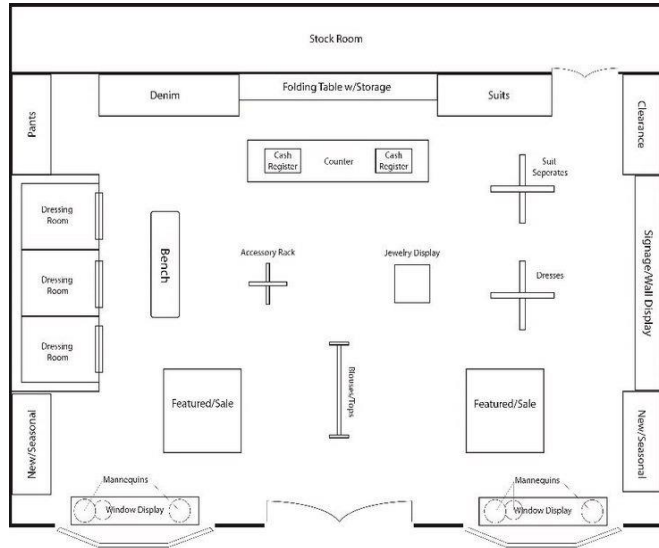 Stock Room
Pants
Denim
Folding Table w/Storage
Suits
Clearance
Cash
Register
Counter
Cash
Register
Suit
Seperates
Dressing
Room
Dressing
Room
Dressing
Room
Bench
Accessory Rack
Jewelry Display
Dresses
Signage/Wall Display
Blouses/Tops
Featured/Sale
Featured/Sale
New/Seasonal
New/Seasonal
Mannequins
Window Display
Mannequins
Window Display